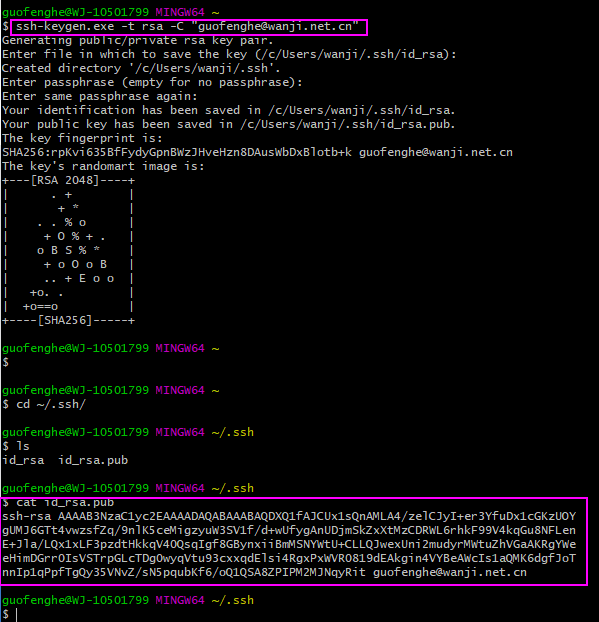 guofenghe@WJ-10501799 MINGW64 ~
$ ssh-keygen.exe -t rsa -C "guofenghe@wanji.net.cn"
Generating public/private rsa key pair.
Enter file in which to save the key (/c/Users/wanji/.ssh/id_rsa):
Created directory '/c/Users/wanji/.ssh'.
Enter passphrase (empty for no passphrase):
Enter same passphrase again:
Your identification has been saved in /c/Users/wanji/.ssh/id_rsa.
Your public key has been saved in /c/Users/wanji/.ssh/id_rsa.pub.
The key fingerprint is:
SHA256:rpKvi635BfFydyGpnBWzJHveHzn8DAusWbDxBlotb+k guofenghe@wanji.net.cn
The key's randomart image is:
+---[RSA 2048]----+
|      . +        |
|       + *       |
|    . . % o      |
|     + O % + .   |
|    o B S % *    |
|     + o O o B   |
|     .. + E o o  |
|   +o. .         |
|  +o==o          |
+----[SHA256]-----+
guofenghe@WJ-10501799 MINGW64 ~
$
guofenghe@WJ-10501799 MINGW64 ~
$ cd ~/.ssh/
guofenghe@WJ-10501799 MINGW64 ~/.ssh
$ ls
id_rsa  id_rsa.pub
guofenghe@WJ-10501799 MINGW64 ~/.ssh
$ cat id_rsa.pub
ssh-rsa AAAAB3NzaC1yc2EAAAADAQABAAABAQDXQ1fAJCUx1sQnAMLA4/zelCJyI+er3YfuDx1cGKzUOY
gUMJ6GTt4vwzsfZq/9nlK5ceMigzyuW3SV1f/d+wUfygAnUDjmSkZxXtMzCDRWL6rhkF99V4kqGu8NFLen
E+Jla/LQx1xLF3pzdtHkkqV4OQsqIgf8GBynxiiBmMSNYWtU+CLLQJwexUni2mudyrMWtuZhVGaAKRgYWe
eHimDGrrOIsVSTrpGLcTDgOwyqVtu93cxxqdElsi4RgxPxWVRO819dEAkgin4VYBeAWcIs1aQMK6dgfJoT
nnIp1qPpfTgQy35VNvZ/sN5pqubKf6/oQ1QSA8ZPIPM2MJNqyRit guofenghe@wanji.net.cn
guofenghe@WJ-10501799 MINGW64 ~/.ssh
$